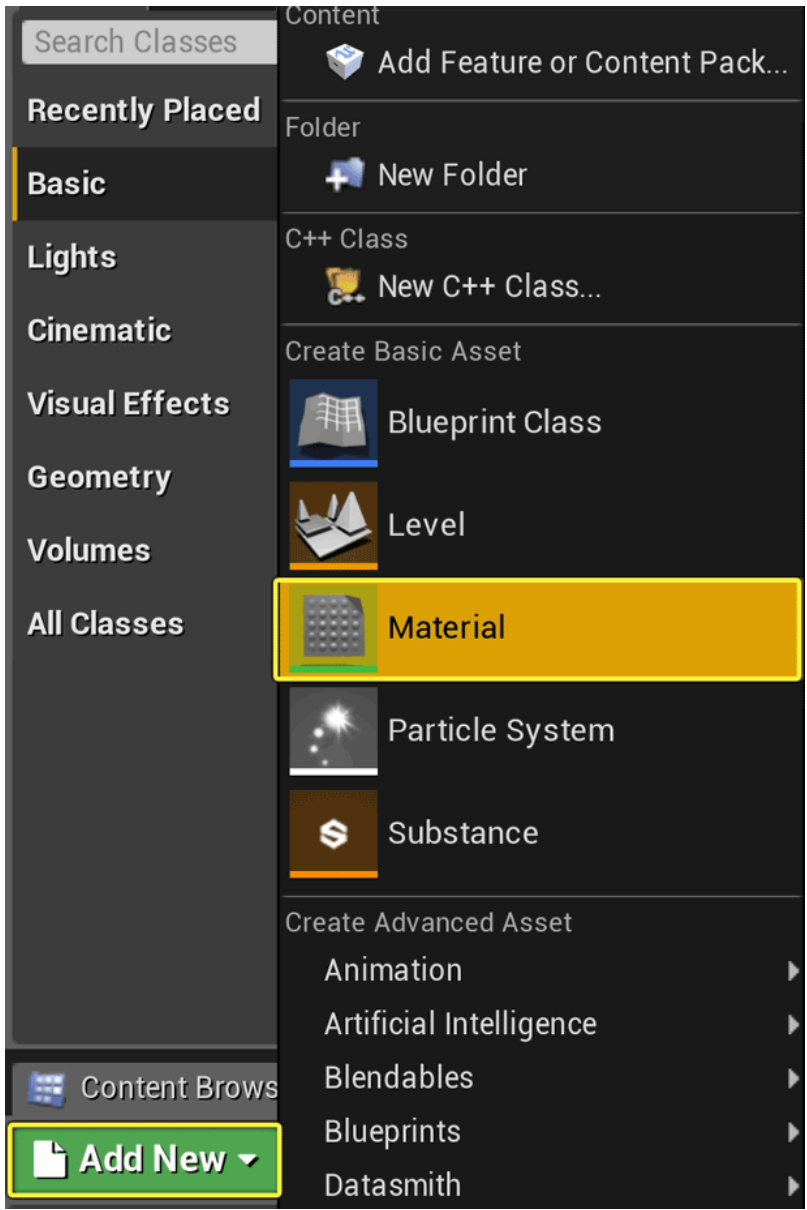 Search Classes
Recently Placed
Basic
Lights
Cinematic
Visual Effects
Geometry
Volumes
All Classes
Content Brows
Add New
Content
Add Feature or Content Pack...
Folder
New Folder
C++ Class
C++
New C++ Class...
Create Basic Asset
Blueprint Class
Level
Material
Particle System
S
Substance
Create Advanced Asset
Animation
Artificial Intelligence
Blendables
Blueprints
Datasmith